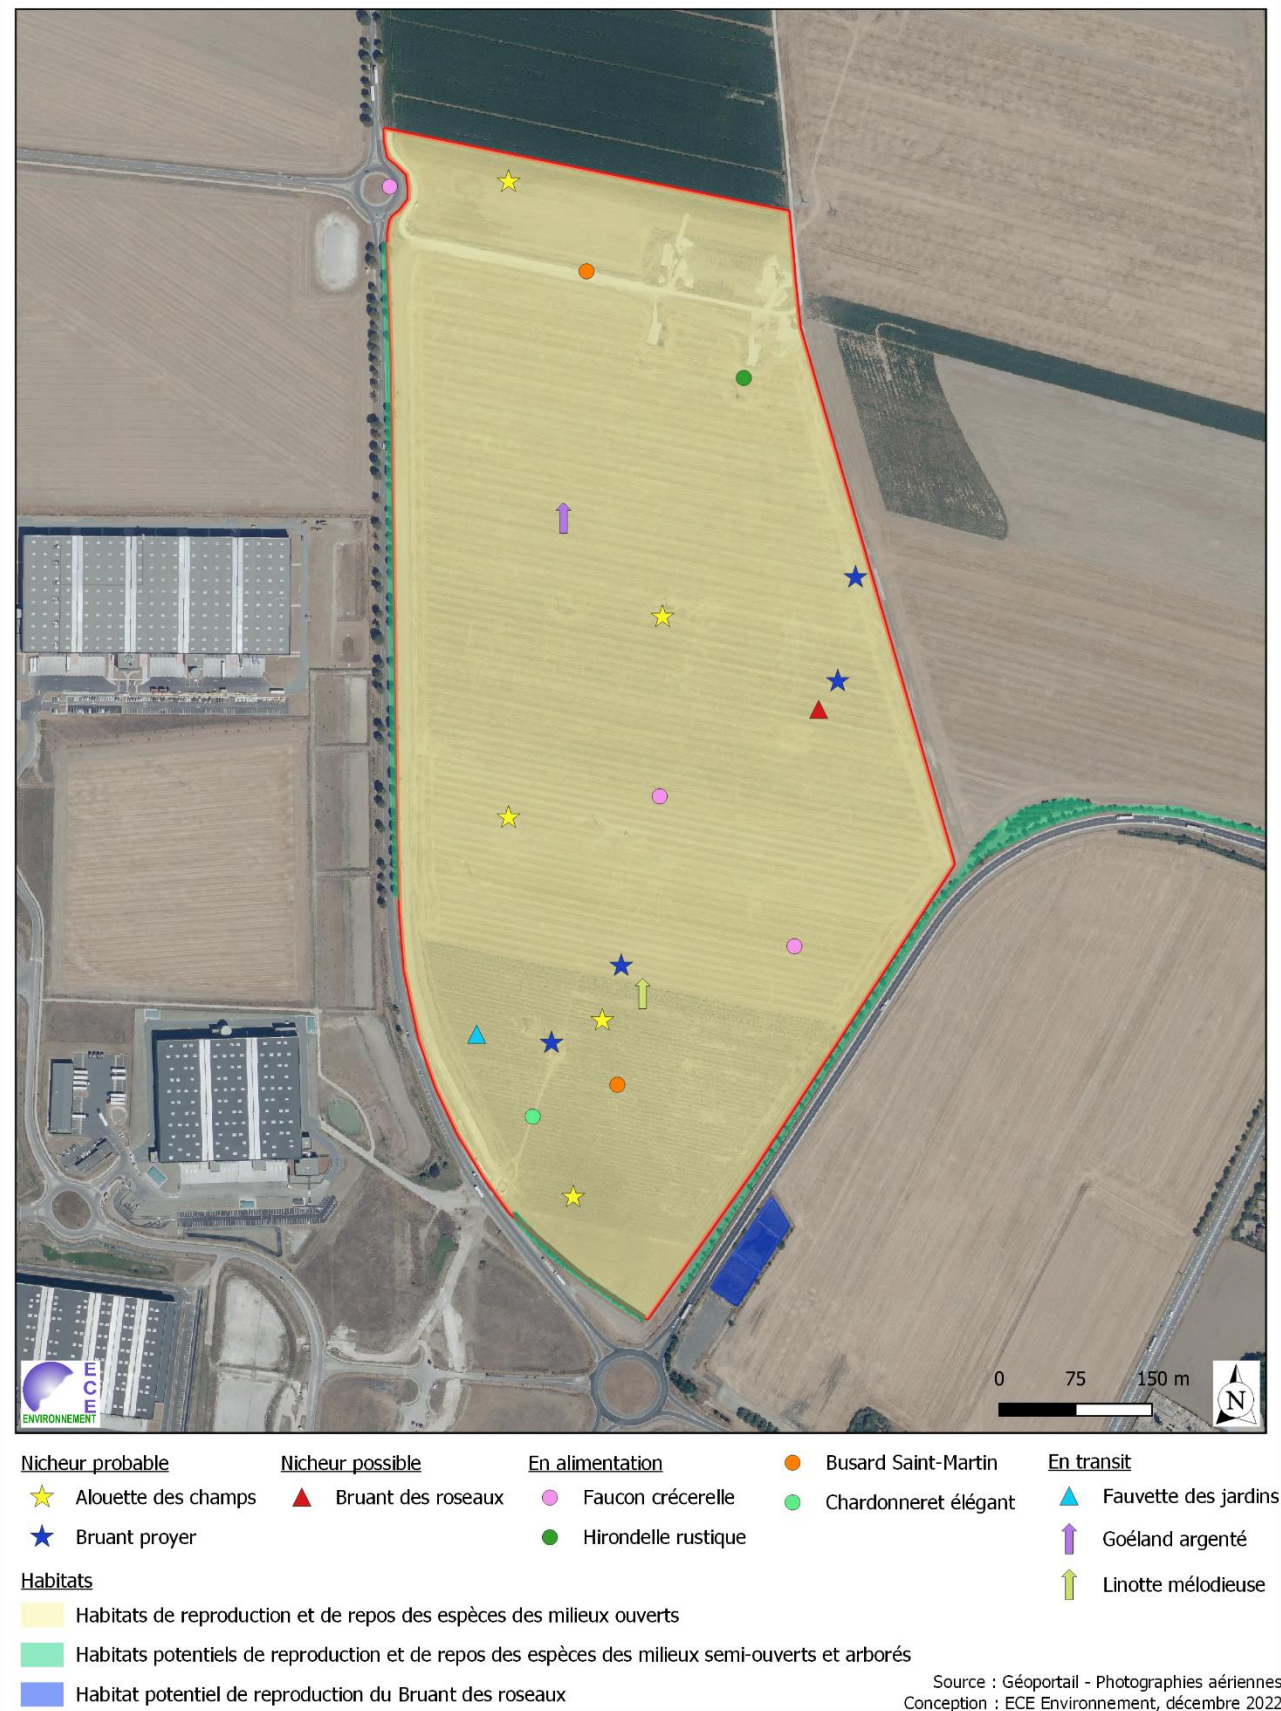 E
C
E
ENVIRONNEMENT
0 75 150 m
N
Nicheur probable
Alouette des champs
Bruant proyer
Nicheur possible
Bruant des roseaux
En alimentation
Faucon crécerelle
Hirondelle rustique
Busard Saint-Martin
Chardonneret élégant
En transit
Fauvette des jardins
Goéland argenté
Linotte mélodieuse
Habitats
Habitats de reproduction et de repos des espèces des milieux ouverts
Habitats potentiels de reproduction et de repos des espèces des milieux semi-ouverts et arborés
Habitat potentiel de reproduction du Bruant des roseaux
Source : Géoportail - Photographies aériennes
Conception : ECE Environnement, décembre 2022